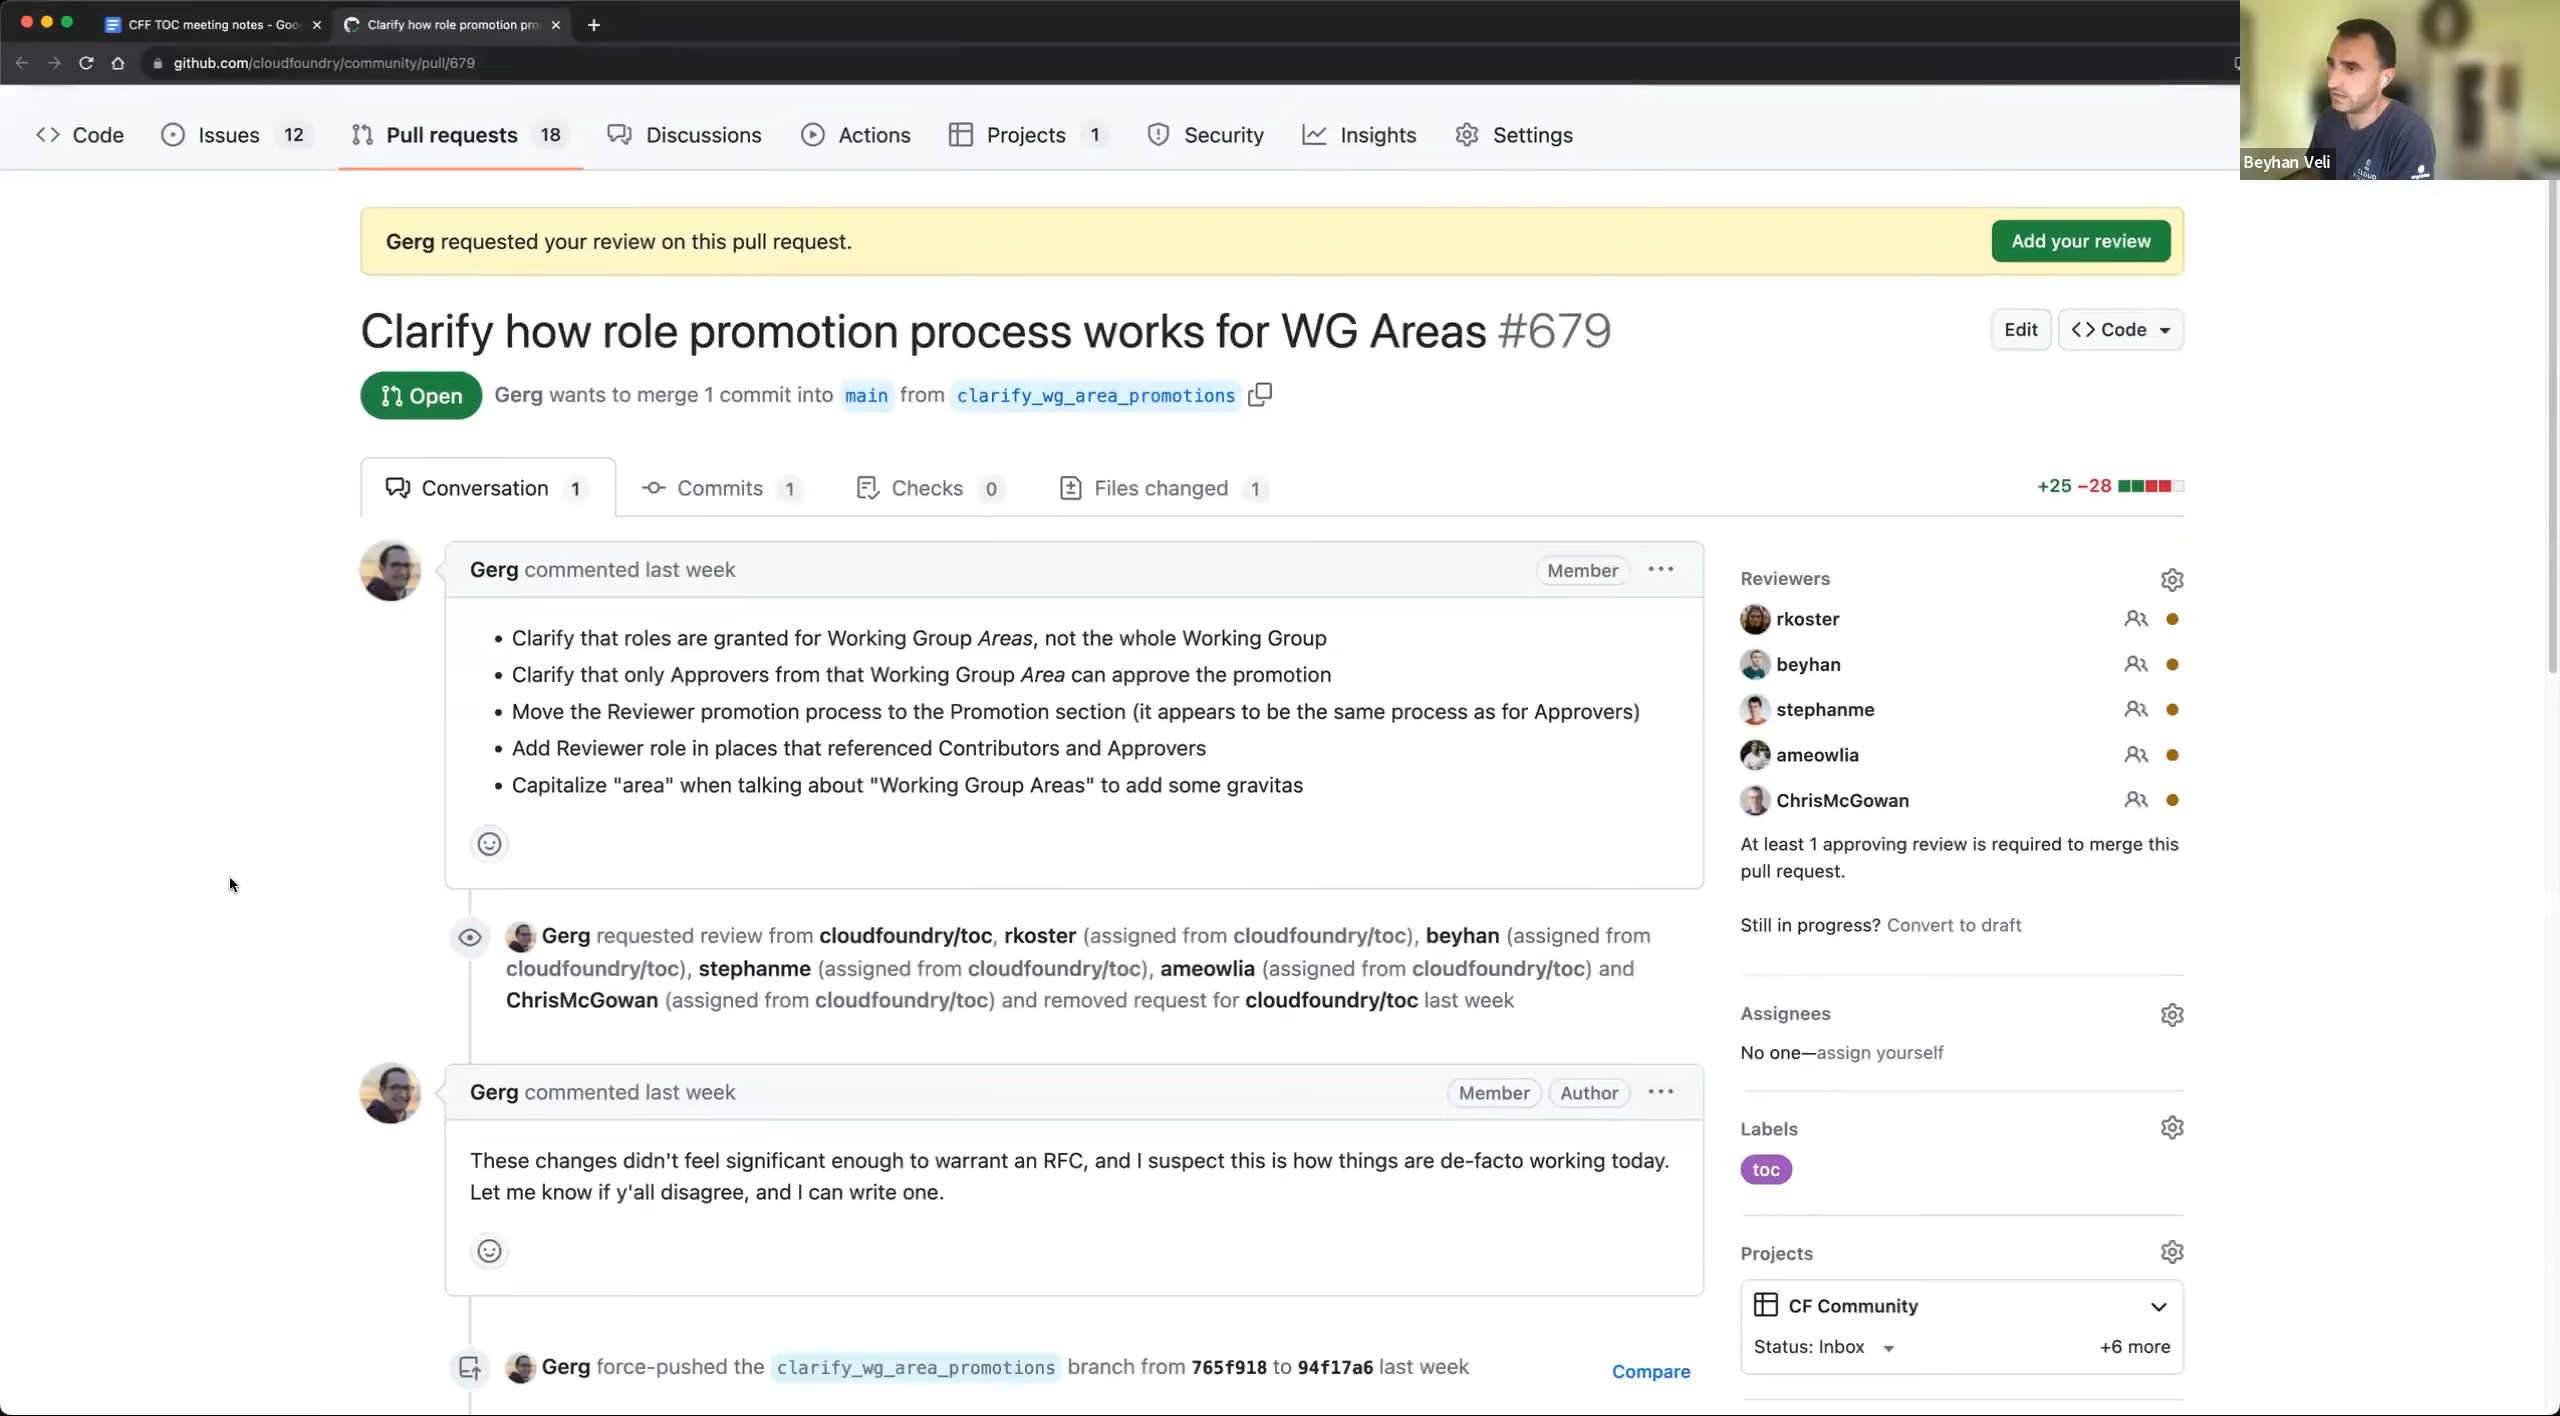 CFF TOC meeting notes - Goo
Clarify how role promotion pro
github.com/cloudfoundry/community/pull/679
Beyhan Veli
Code
Issues 12
Pull requests 18
Discussions
Actions
Projects 1
Security
Insights
Settings
Gerg requested your review on this pull request.
Add your review
Clarify how role promotion process works for WG Areas #679
Edit
<> Code
Open
Gerg wants to merge 1 commit into main from clarify_wg_area_promotions
Conversation 1
Commits 1
Checks 0
Files changed 1
+25 −28
Gerg commented last week
Member
• Clarify that roles are granted for Working Group Areas, not the whole Working Group
• Clarify that only Approvers from that Working Group Area can approve the promotion
• Move the Reviewer promotion process to the Promotion section (it appears to be the same process as for Approvers)
• Add Reviewer role in places that referenced Contributors and Approvers
• Capitalize "area" when talking about "Working Group Areas" to add some gravitas
Gerg requested review from cloudfoundry/toc, rkoster (assigned from cloudfoundry/toc), beyhan (assigned from
cloudfoundry/toc), stephanme (assigned from cloudfoundry/toc), ameowlia (assigned from cloudfoundry/toc) and
ChrisMcGowan (assigned from cloudfoundry/toc) and removed request for cloudfoundry/toc last week
Gerg commented last week
Member
Author
These changes didn't feel significant enough to warrant an RFC, and I suspect this is how things are de-facto working today.
Let me know if y'all disagree, and I can write one.
Gerg force-pushed the clarify_wg_area_promotions branch from 765f918 to 94f17a6 last week
Compare
Reviewers
rkoster
beyhan
stephanme
ameowlia
ChrisMcGowan
At least 1 approving review is required to merge this
pull request.
Still in progress? Convert to draft
Assignees
No one—assign yourself
Labels
toc
Projects
CF Community
Status: Inbox
+6 more